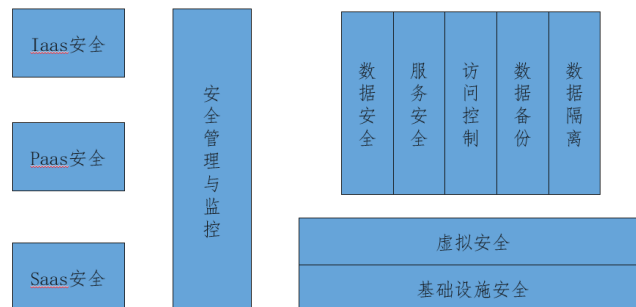 Iaas安全
Paas安全
Saas安全
安全管理与监控
数据安全
服务安全
访问控制
数据备份
数据隔离
虚拟安全
基础设施安全